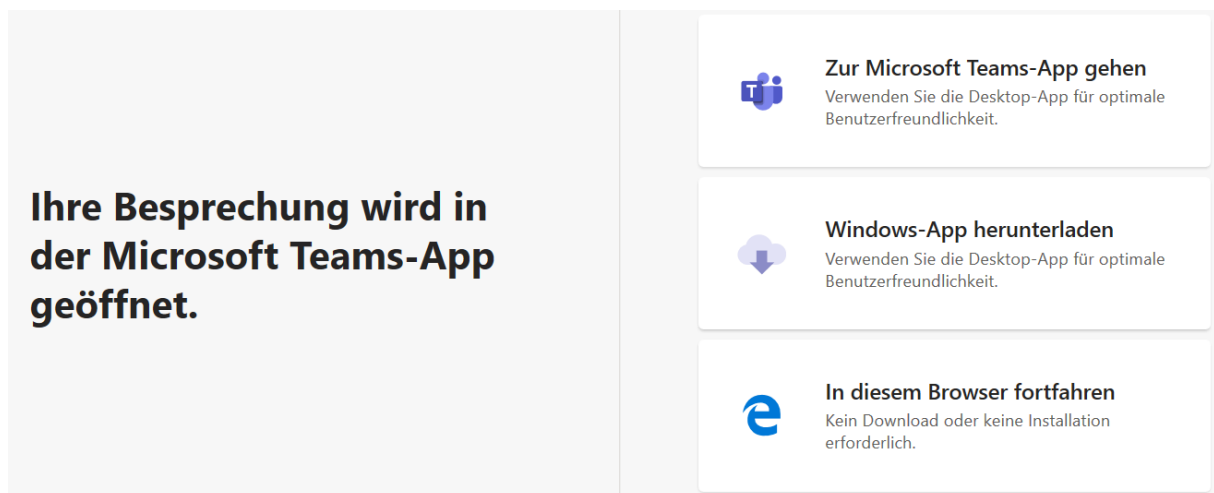 Ihre Besprechung wird in
der Microsoft Teams-App
geöffnet.
Zur Microsoft Teams-App gehen
Verwenden Sie die Desktop-App für optimale
Benutzerfreundlichkeit.
Windows-App herunterladen
Verwenden Sie die Desktop-App für optimale
Benutzerfreundlichkeit.
In diesem Browser fortfahren
Kein Download oder keine Installation
erforderlich.